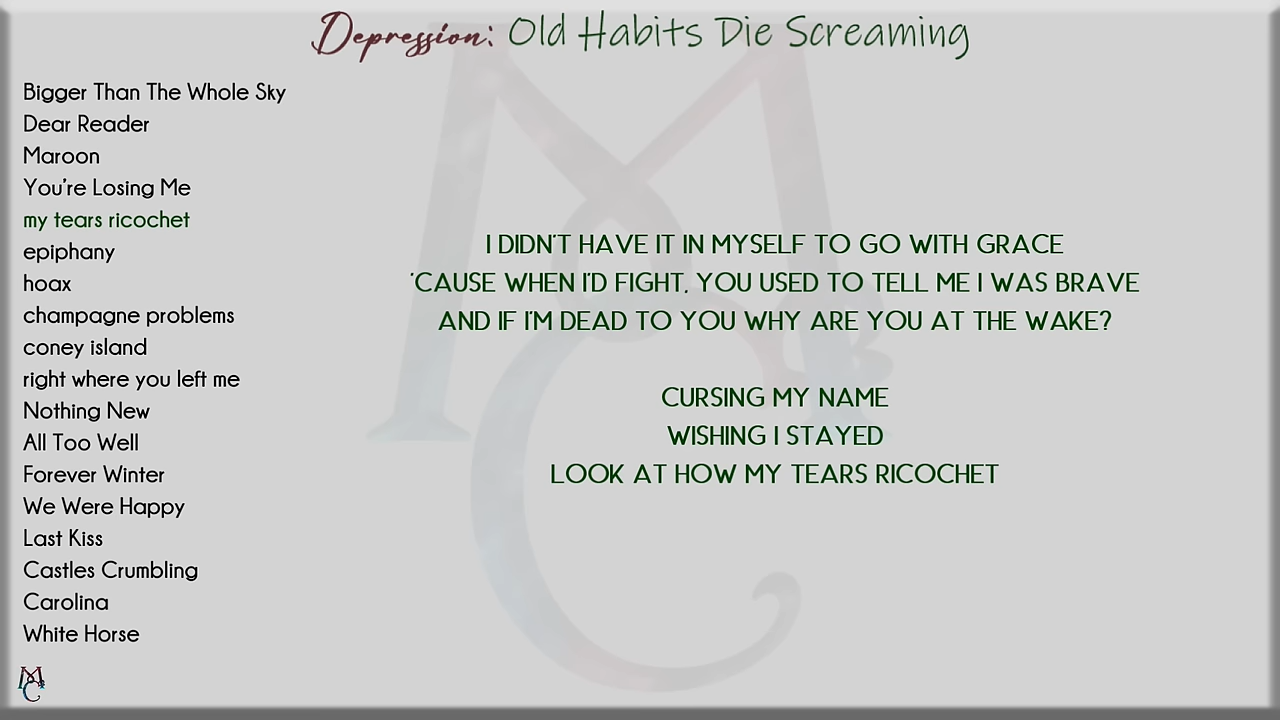 Depression: Old Habits Die Screaming
Bigger Than The Whole Sky
Dear Reader
Maroon
You're Losing Me
my tears ricochet
epiphany
hoax
champagne problems
coney island
right where you left me
Nothing New
All Too Well
Forever Winter
We Were Happy
Last Kiss
Castles Crumbling
Carolina
White Horse
I DIDN'T HAVE IT IN MYSELF TO GO WITH GRACE
'CAUSE WHEN I'D FIGHT, YOU USED TO TELL ME I WAS BRAVE
AND IF I'M DEAD TO YOU WHY ARE YOU AT THE WAKE?
CURSING MY NAME
WISHING I STAYED
LOOK AT HOW MY TEARS RICOCHET